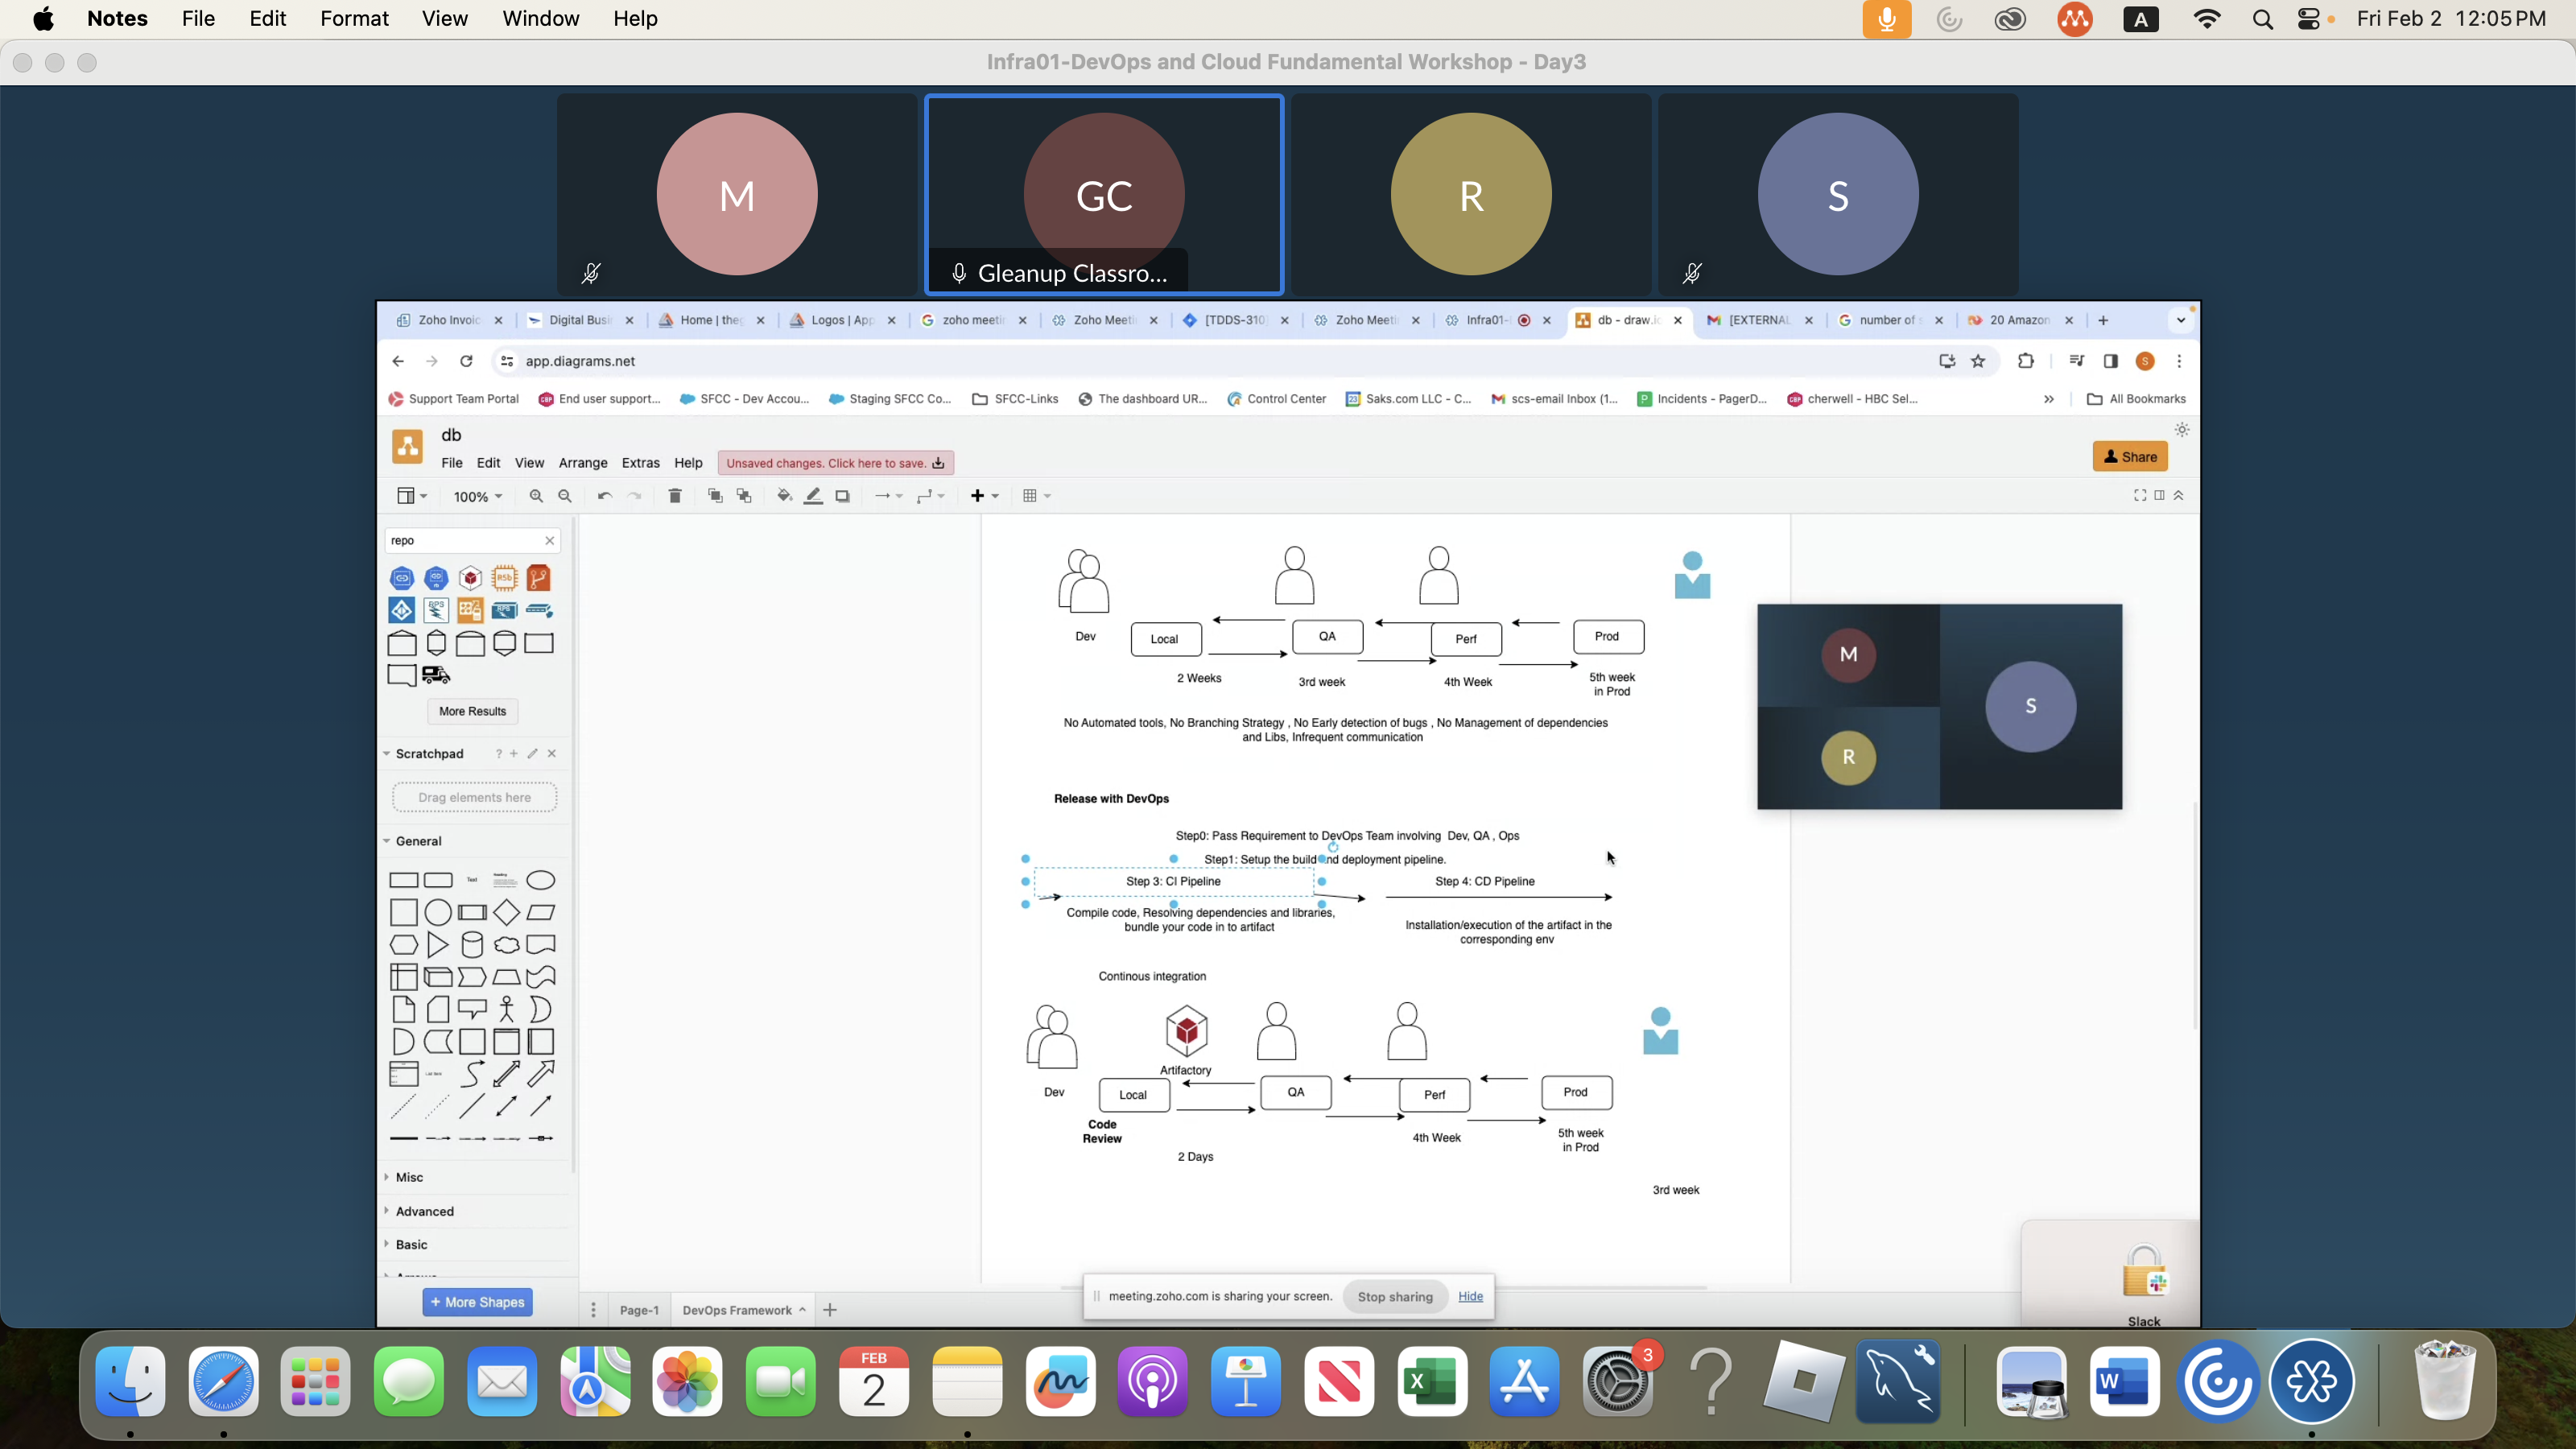 Notes File Edit Format View Window Help
A
Fri Feb 2 12:05 PM
Infra01-DevOps and Cloud Fundamental Workshop - Day3
M
GC
R
S
Gleanup Classro...
Zoho Invoic
Digital Busi
Home | the
Logos | App
zoho meeti
Zoho Meeti
[TDDS-310
Zoho Meeti
Infra01-
db - draw.i
[EXTERNAL
number of s
20 Amazon
app.diagrams.net
S
Support Team Portal
End user support...
SFCC - Dev Accou...
Staging SFCC Co...
SFCC-Links
The dashboard UR...
Control Center
Saks.com LLC - C...
scs-email Inbox (1...
Incidents - PagerD...
cherwell - HBC Sel...
All Bookmarks
db
File Edit View Arrange Extras Help
Unsaved changes. Click here to save.
Share
100%
repo
More Results
Scratchpad
Drag elements here
General
Text
Misc
Advanced
Basic
+ More Shapes
Dev
Local
QA
Perf
Prod
2 Weeks
3rd week
4th Week
5th week
in Prod
No Automated tools, No Branching Strategy , No Early detection of bugs , No Management of dependencies
and Libs, Infrequent communication
M
R
S
Release with DevOps
Step0: Pass Requirement to DevOps Team involving Dev, QA , Ops
Step1: Setup the build nd deployment pipeline.
Step 3: CI Pipeline
Step 4: CD Pipeline
Compile code, Resolving dependencies and libraries,
bundle your code in to artifact
Installation/execution of the artifact in the
corresponding env
Continous integration
Artifactory
Dev
Local
QA
Perf
Prod
Code
Review
2 Days
4th Week
5th week
in Prod
3rd week
Slack
Page-1
DevOps Framework
meeting.zoho.com is sharing your screen.
Stop sharing
Hide
FEB
2
X
3
W